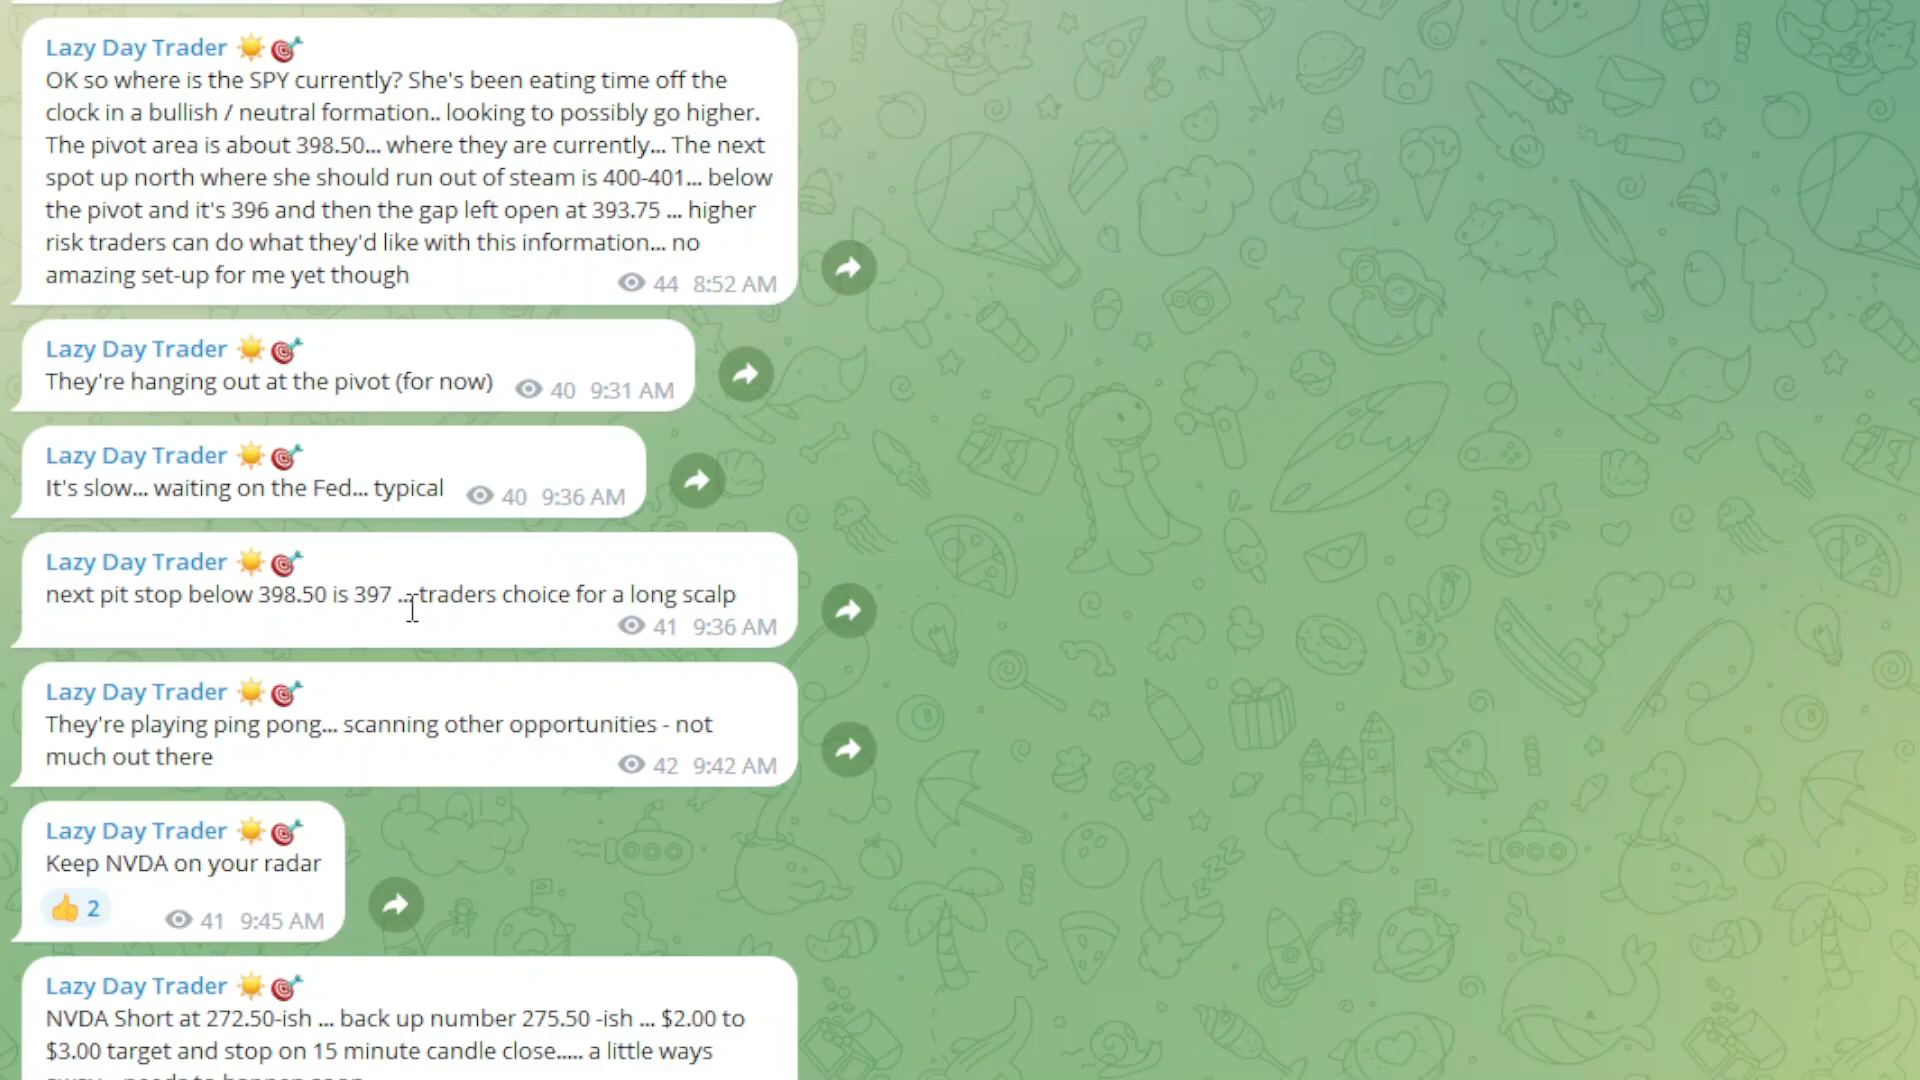 Lazy Day Trader ☀️🎯
OK so where is the SPY currently? She's been eating time off the
clock in a bullish / neutral formation.. looking to possibly go higher.
The pivot area is about 398.50... where they are currently... The next
spot up north where she should run out of steam is 400-401... below
the pivot and it's 396 and then the gap left open at 393.75 ... higher
risk traders can do what they'd like with this information... no
amazing set-up for me yet though
44 8:52 AM
Lazy Day Trader ☀️🎯
They're hanging out at the pivot (for now)
40 9:31 AM
Lazy Day Trader ☀️🎯
It's slow... waiting on the Fed... typical
40 9:36 AM
Lazy Day Trader ☀️🎯
next pit stop below 398.50 is 397 ... traders choice for a long scalp
41 9:36 AM
Lazy Day Trader ☀️🎯
They're playing ping pong... scanning other opportunities - not
much out there
42 9:42 AM
Lazy Day Trader ☀️🎯
Keep NVDA on your radar
👍 2
41 9:45 AM
Lazy Day Trader ☀️🎯
NVDA Short at 272.50-ish ... back up number 275.50 -ish ... $2.00 to
$3.00 target and stop on 15 minute candle close..... a little ways